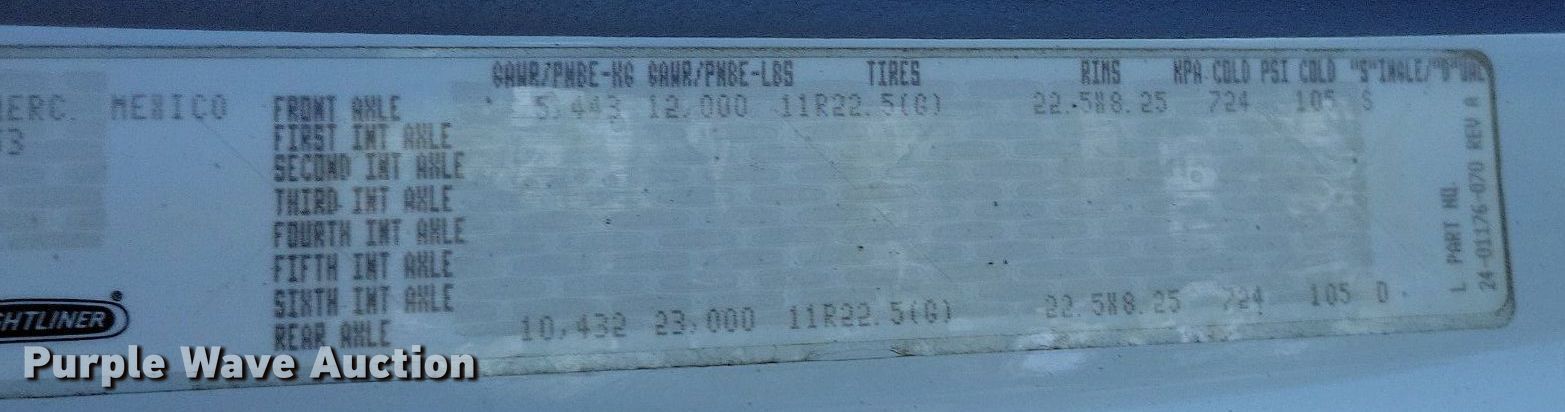 GAWR/PNBE-KG GAWR/PNBE-LBS TIRES RIMS KPA COLD PSI COLD "S"INGLE/"D"UAL
MEXICO FRONT AXLE 5,443 12,000 11R22.5(G) 22.5X8.25 724 105 S
FIRST INT AXLE
SECOND INT AXLE
THIRD INT AXLE
FOURTH INT AXLE
FIFTH INT AXLE
SIXTH INT AXLE
REAR AXLE 10,432 23,000 11R22.5(G) 22.5X8.25 724 105 D
L PART NO.
24-01176-070 REV A
GHTLINER
Purple Wave Auction